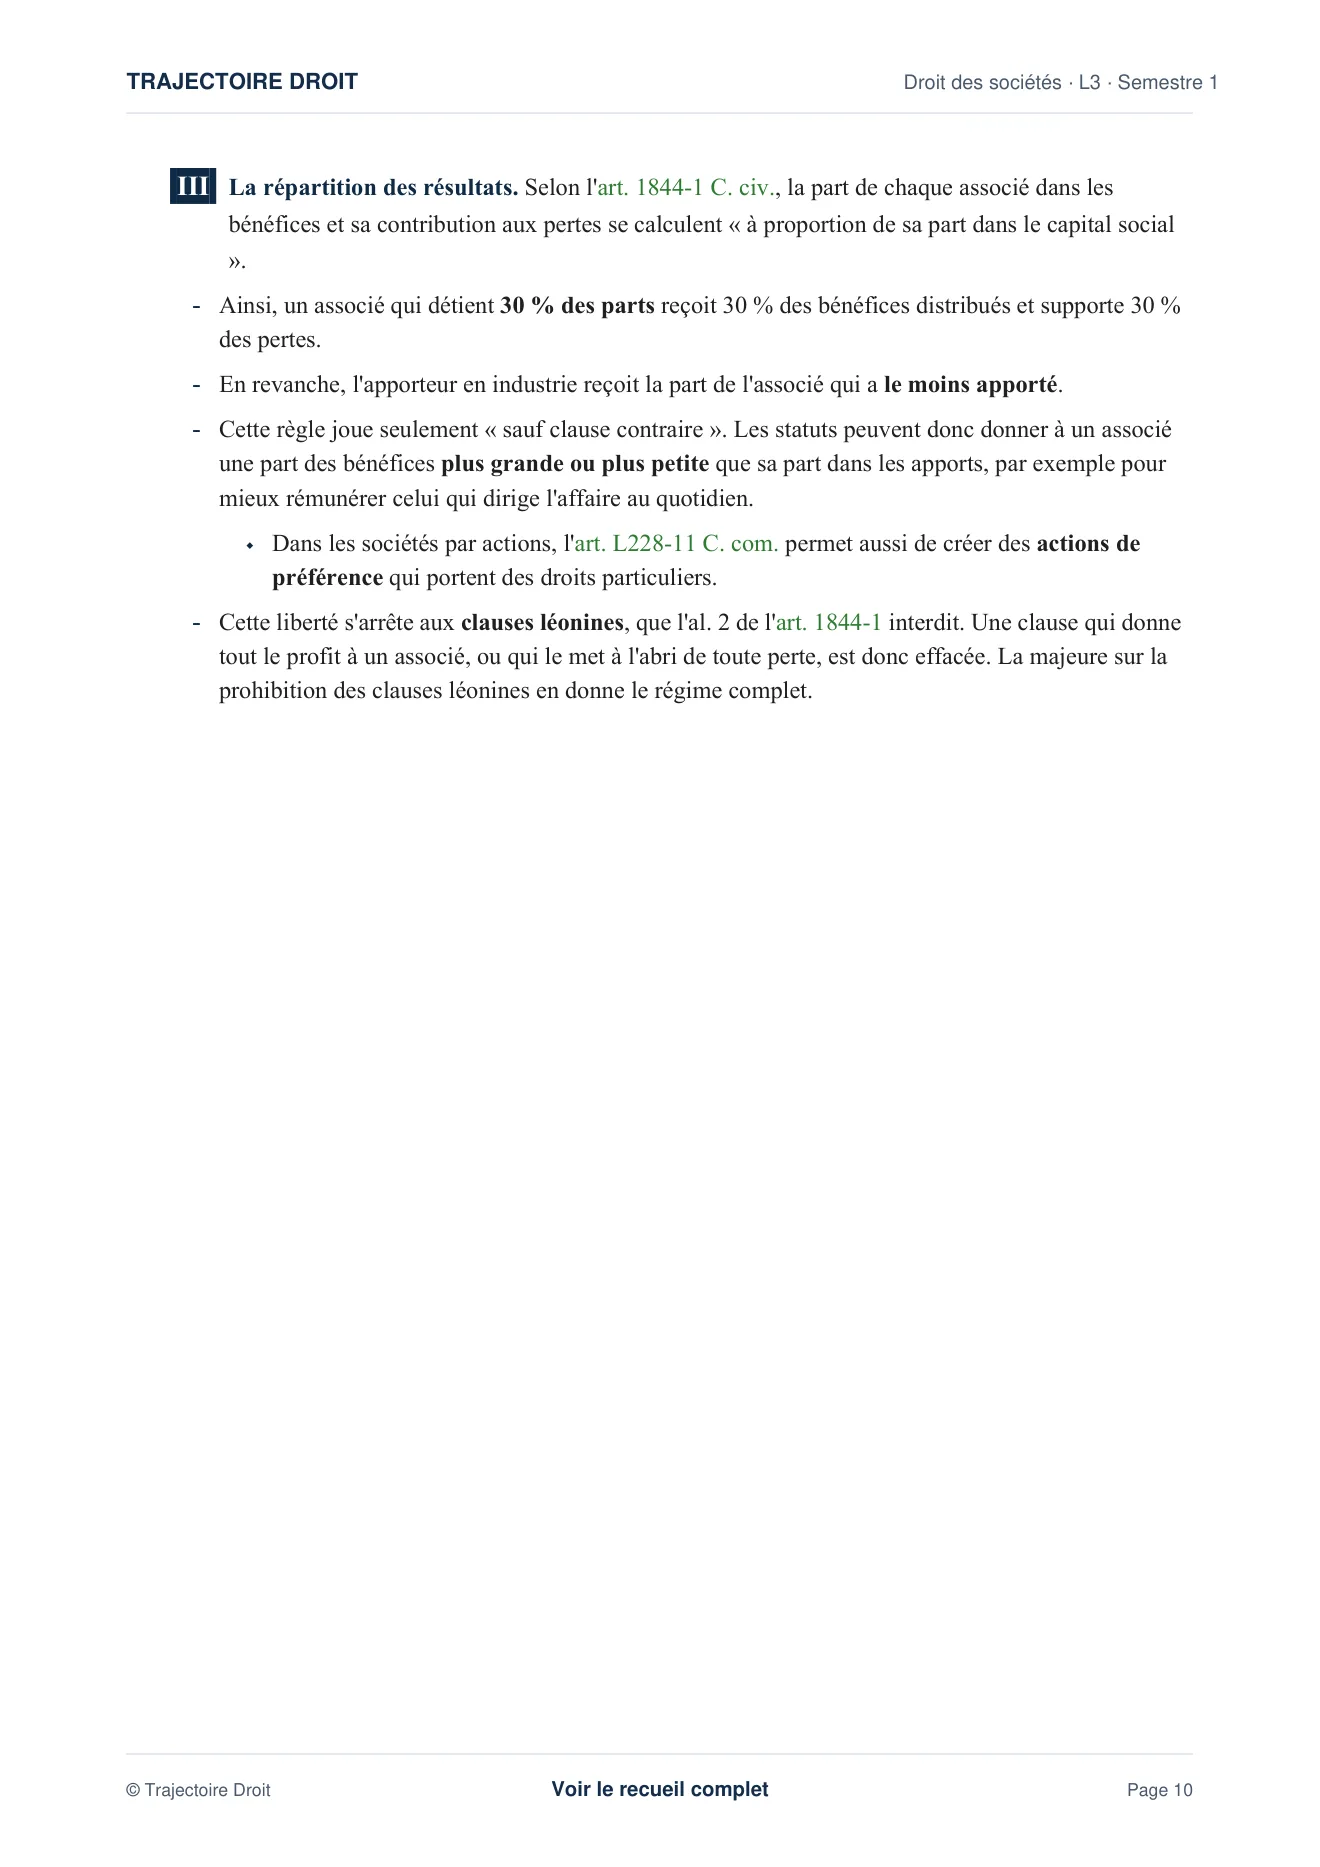 TRAJECTOIRE DROIT
Droit des sociétés · L3 · Semestre 1
III La répartition des résultats. Selon l'art. 1844-1 C. civ., la part de chaque associé dans les
bénéfices et sa contribution aux pertes se calculent « à proportion de sa part dans le capital social
».
- Ainsi, un associé qui détient 30 % des parts reçoit 30 % des bénéfices distribués et supporte 30 %
des pertes.
- En revanche, l'apporteur en industrie reçoit la part de l'associé qui a le moins apporté.
- Cette règle joue seulement « sauf clause contraire ». Les statuts peuvent donc donner à un associé
une part des bénéfices plus grande ou plus petite que sa part dans les apports, par exemple pour
mieux rémunérer celui qui dirige l'affaire au quotidien.
⬩ Dans les sociétés par actions, l'art. L228-11 C. com. permet aussi de créer des actions de
préférence qui portent des droits particuliers.
- Cette liberté s'arrête aux clauses léonines, que l'al. 2 de l'art. 1844-1 interdit. Une clause qui donne
tout le profit à un associé, ou qui le met à l'abri de toute perte, est donc effacée. La majeure sur la
prohibition des clauses léonines en donne le régime complet.
© Trajectoire Droit
Voir le recueil complet
Page 10